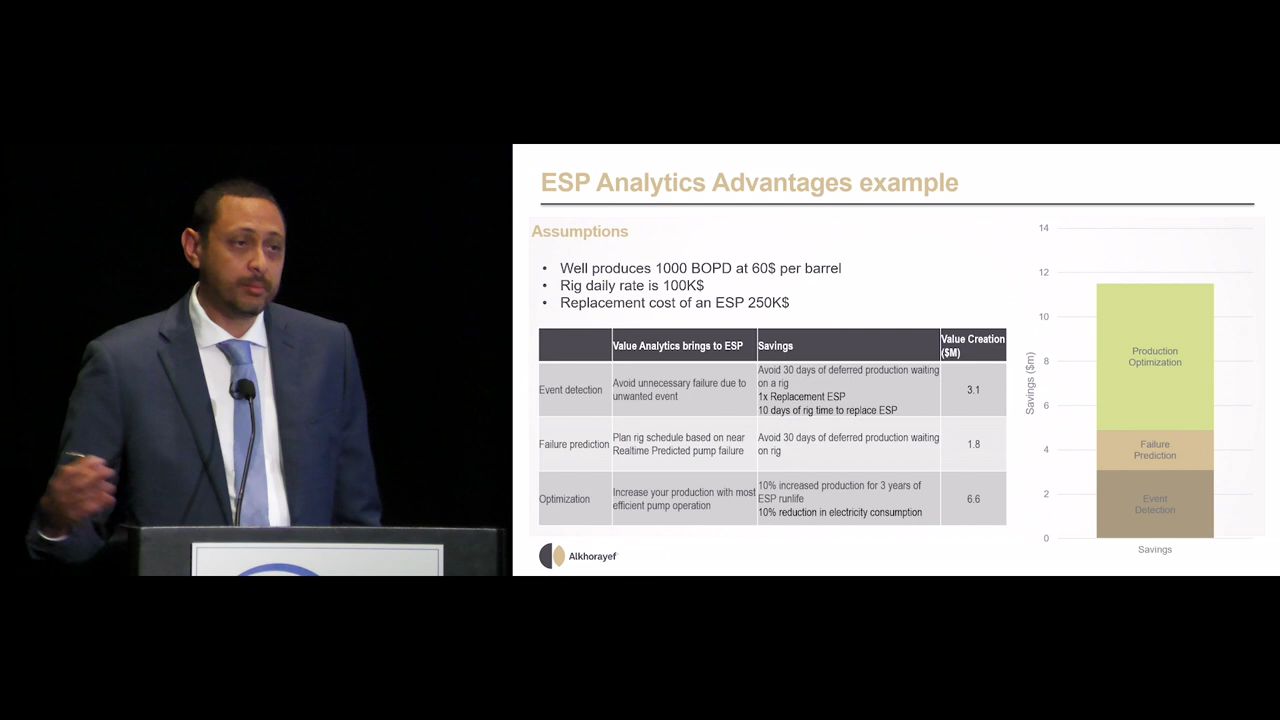 ESP Analytics Advantages example
Assumptions
• Well produces 1000 BOPD at 60$ per barrel
• Rig daily rate is 100K$
• Replacement cost of an ESP 250K$
Value Analytics brings to ESP
Savings
Value Creation
($M)
Event detection
Avoid unnecessary failure due to
unwanted event
Avoid 30 days of deferred production waiting
on a rig
1x Replacement ESP
10 days of rig time to replace ESP
3.1
Failure prediction
Plan rig schedule based on near
Realtime Predicted pump failure
Avoid 30 days of deferred production waiting
on rig
1.8
Optimization
Increase your production with most
efficient pump operation
10% increased production for 3 years of
ESP runlife
10% reduction in electricity consumption
6.6
Alkhorayef
Savings ($m)
14
12
10
8
6
4
2
0
Production
Optimization
Failure
Prediction
Event
Detection
Savings